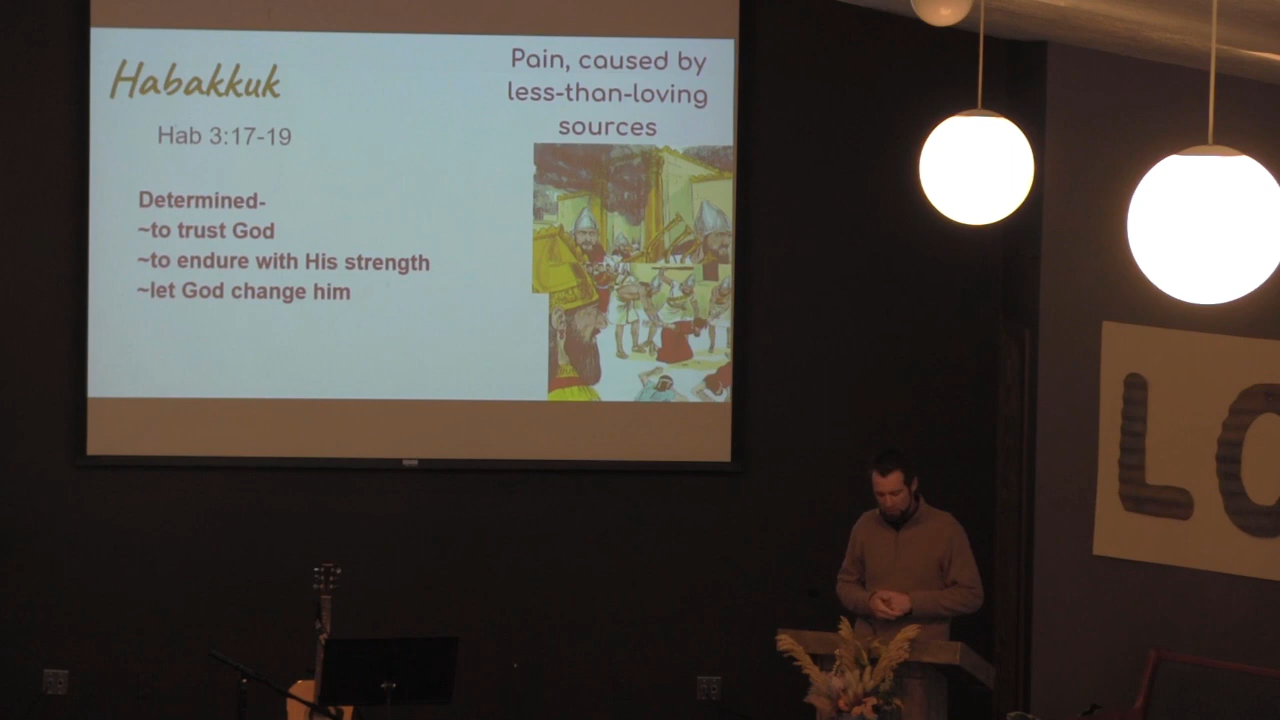 Habakkuk
Hab 3:17-19
Determined-
~to trust God
~to endure with His strength
~let God change him
Pain, caused by
less-than-loving
sources
LO